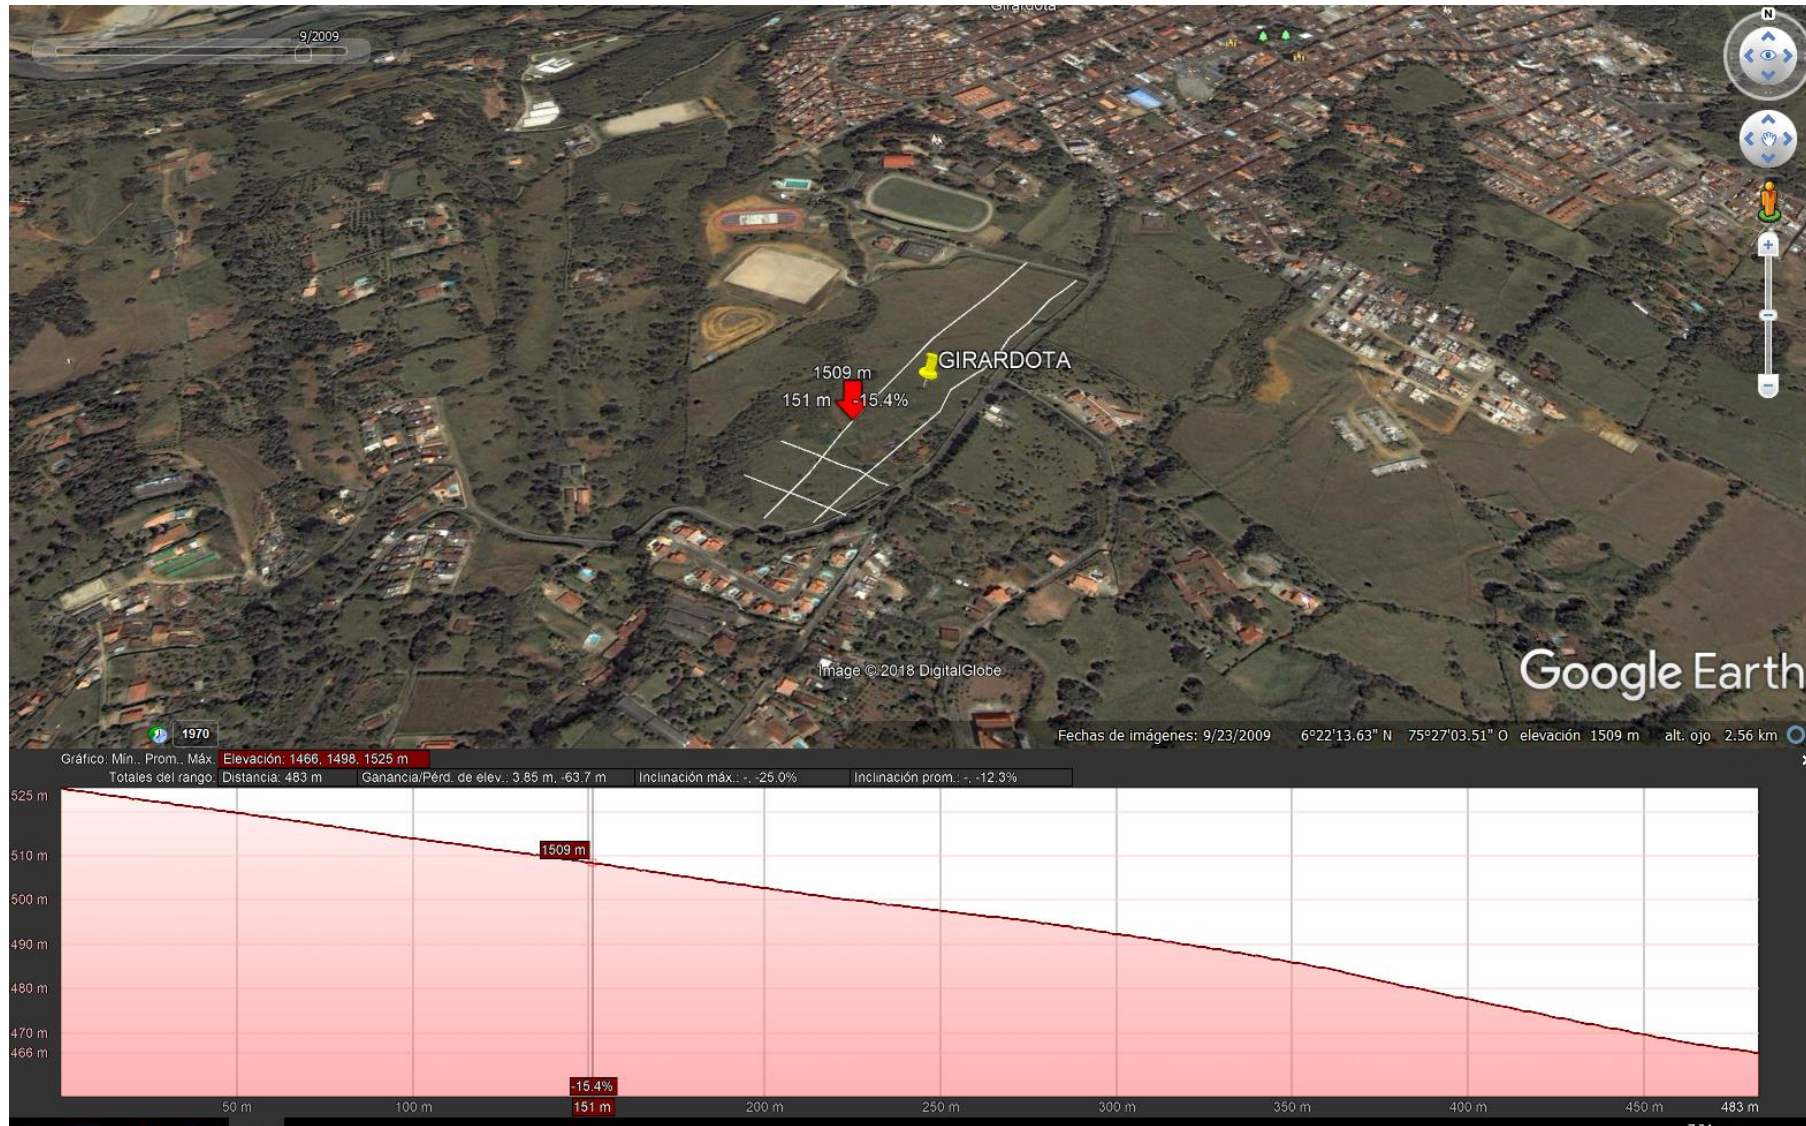 Girardota
9/2009
N
GIRARDOTA
1509 m
151 m -15.4%
Image © 2018 DigitalGlobe
Google Earth
1970
Fechas de imágenes: 9/23/2009 6°22'13.63" N 75°27'03.51" O elevación 1509 m alt. ojo 2.56 km
Gráfico: Mín., Prom., Máx. Elevación: 1466, 1498, 1525 m
Totales del rango: Distancia: 483 m Ganancia/Pérd. de elev.: 3.85 m, -63.7 m Inclinación máx.: -, -25.0% Inclinación prom.: -, -12.3%
525 m
1509 m
510 m
500 m
490 m
480 m
470 m
466 m
-15.4%
50 m 100 m 151 m 200 m 250 m 300 m 350 m 400 m 450 m 483 m